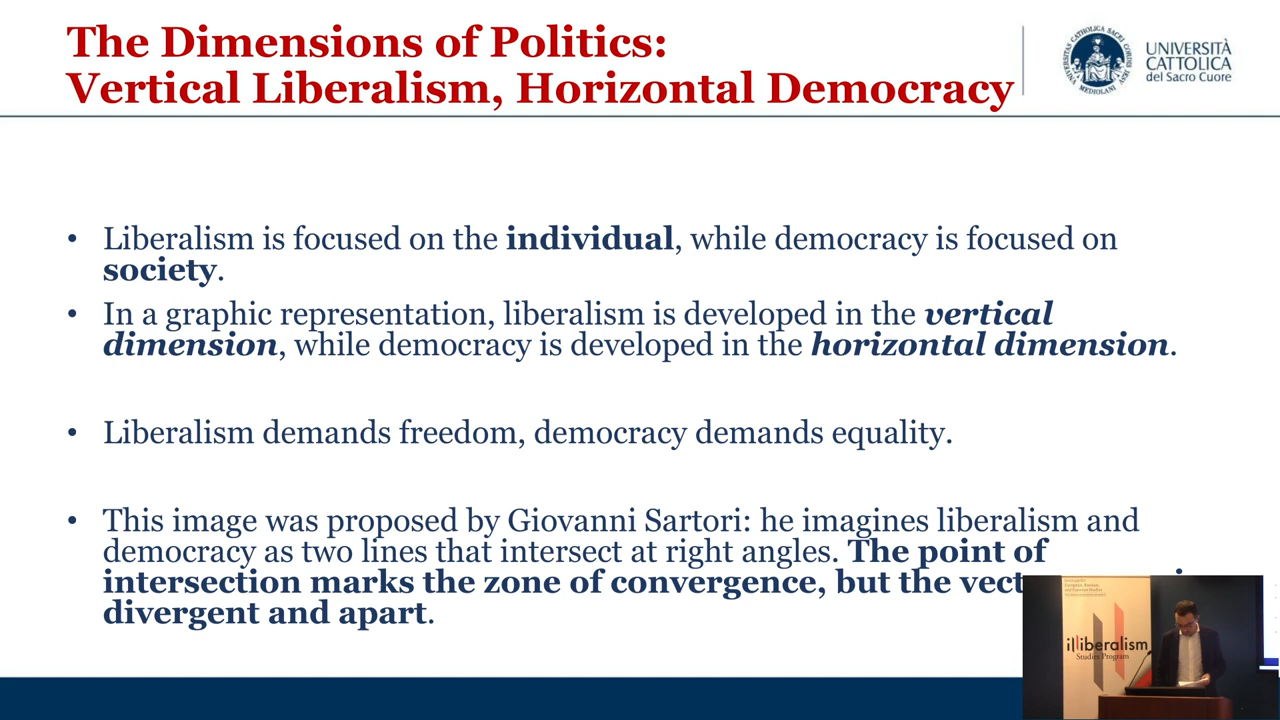 The Dimensions of Politics:
Vertical Liberalism, Horizontal Democracy
UNIVERSITÀ
CATTOLICA
del Sacro Cuore
• Liberalism is focused on the individual, while democracy is focused on
society.
• In a graphic representation, liberalism is developed in the vertical
dimension, while democracy is developed in the horizontal dimension.
• Liberalism demands freedom, democracy demands equality.
• This image was proposed by Giovanni Sartori: he imagines liberalism and
democracy as two lines that intersect at right angles. The point of
intersection marks the zone of convergence, but the
divergent and apart.
illiberalism
Studies Program